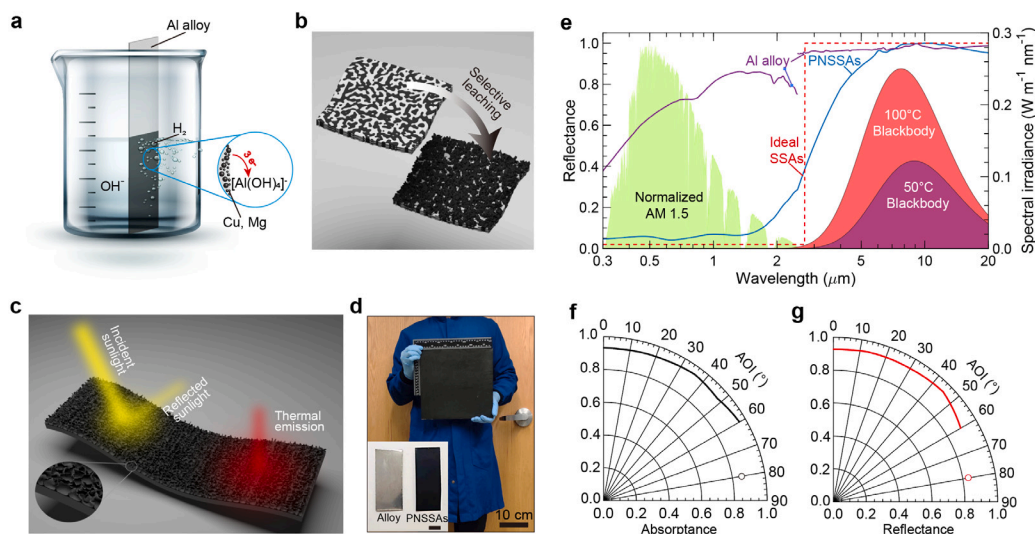 a
Al alloy
H₂
OH⁻
3e⁻
[Al(OH)₄]⁻
Cu, Mg
b
Selective
leaching
c
Incident
sunlight
Reflected
sunlight
Thermal
emission
d
Alloy
PNSSAs
10 cm
e
1.0
0.8
0.6
0.4
0.2
0.0
Reflectance
Al alloy
PNSSAs
Ideal
SSAs
Normalized
AM 1.5
100°C
Blackbody
50°C
Blackbody
0.3
0.2
0.1
0.0
Spectral irradiance (W m⁻¹ nm⁻¹)
0.3 0.5 1 2 5 10 20
Wavelength (μm)
f
1.0
0.8
0.6
0.4
0.2
0.0
0 10 20 30 40 50 60 70 80 90
AOI (°)
0.0 0.2 0.4 0.6 0.8 1.0
Absorptance
g
1.0
0.8
0.6
0.4
0.2
0.0
0 10 20 30 40 50 60 70 80 90
AOI (°)
0.0 0.2 0.4 0.6 0.8 1.0
Reflectance